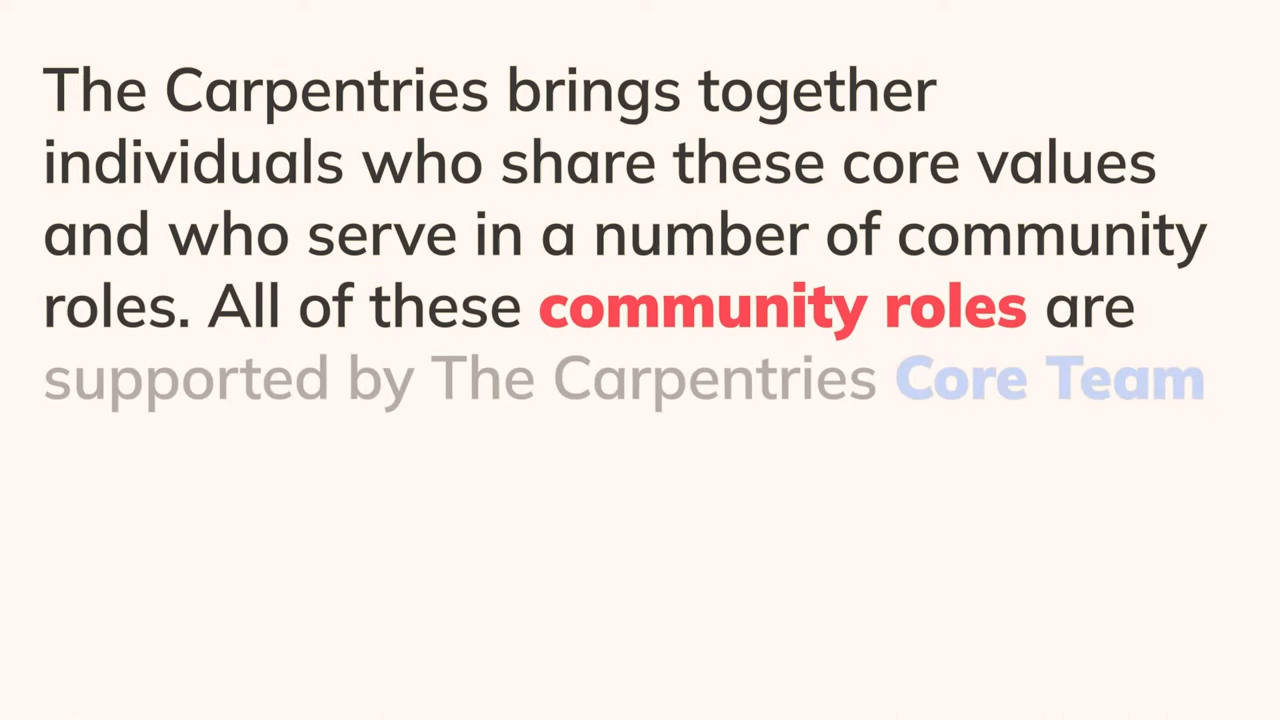 The Carpentries brings together
individuals who share these core values
and who serve in a number of community
roles. All of these community roles are
supported by The Carpentries Core Team